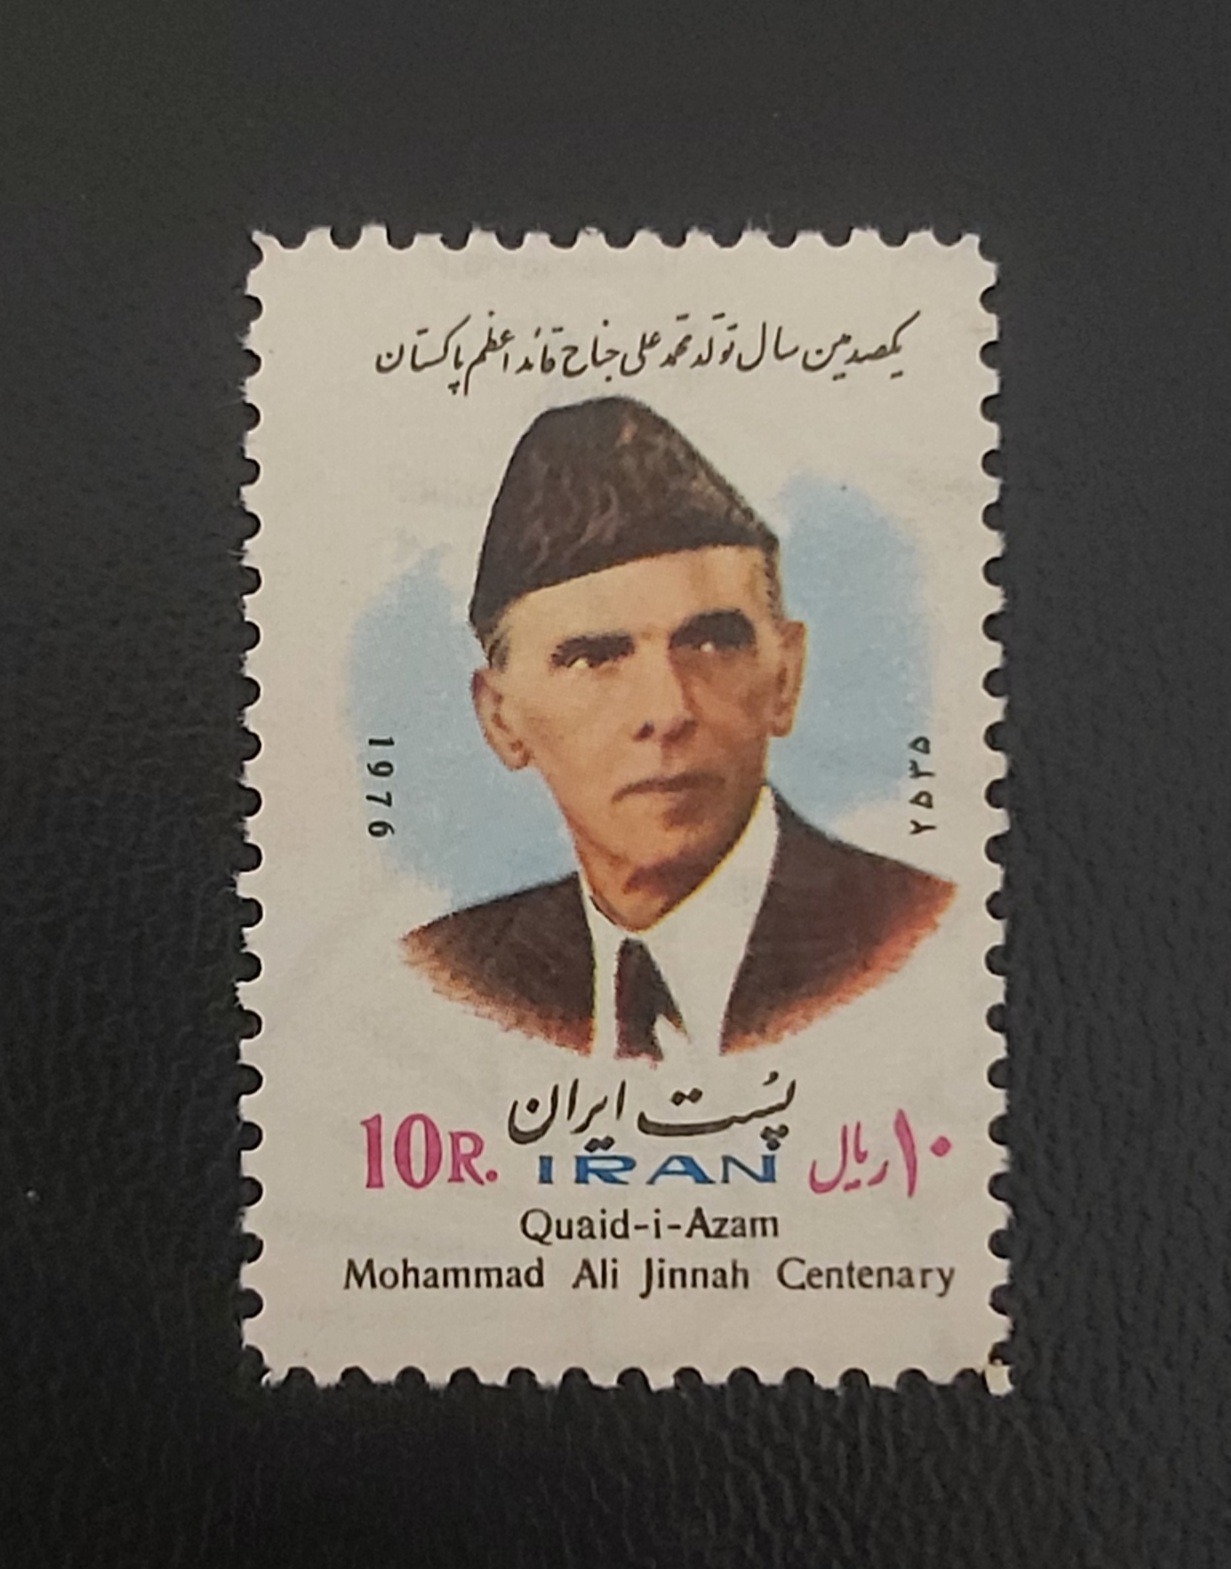 یکصدمین سال تولد محمد علی جناح قائد اعظم پاکستان
1976
۲۵۳۵
پُست ایران
10R. IRAN ۱۰ ریال
Quaid-i-Azam
Mohammad Ali Jinnah Centenary